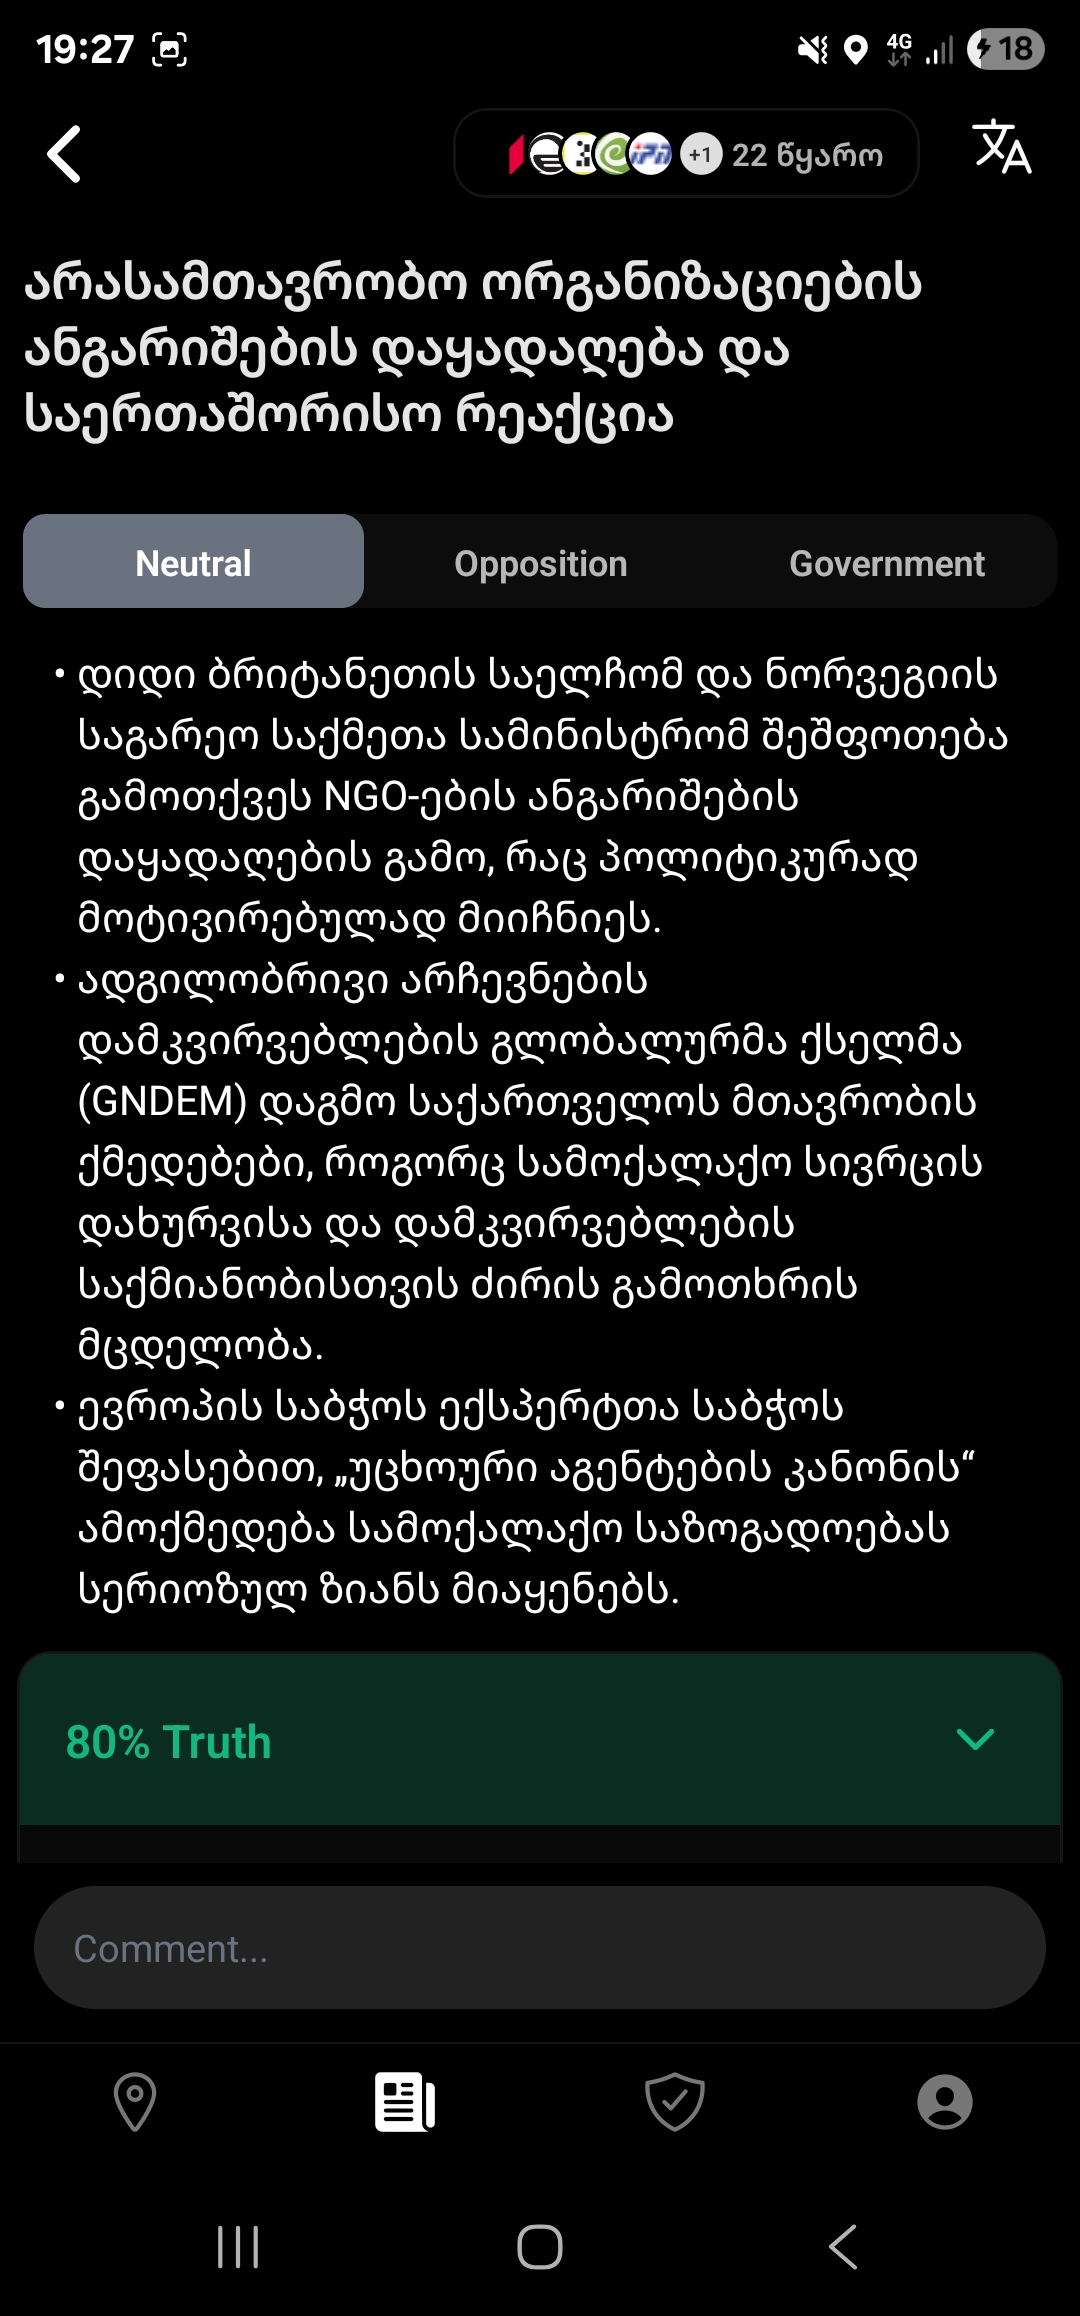 19:27
4G
18
+1 22 წყარო
არასამთავრობო ორგანიზაციების
ანგარიშების დაყადაღება და
საერთაშორისო რეაქცია
Neutral Opposition Government
• დიდი ბრიტანეთის საელჩომ და ნორვეგიის
საგარეო საქმეთა სამინისტრომ შეშფოთება
გამოთქვეს NGO-ების ანგარიშების
დაყადაღების გამო, რაც პოლიტიკურად
მოტივირებულად მიიჩნიეს.
• ადგილობრივი არჩევნების
დამკვირვებლების გლობალურმა ქსელმა
(GNDEM) დაგმო საქართველოს მთავრობის
ქმედებები, როგორც სამოქალაქო სივრცის
დახურვისა და დამკვირვებლების
საქმიანობისთვის ძირის გამოთხრის
მცდელობა.
• ევროპის საბჭოს ექსპერტთა საბჭოს
შეფასებით, „უცხოური აგენტების კანონის“
ამოქმედება სამოქალაქო საზოგადოებას
სერიოზულ ზიანს მიაყენებს.
80% Truth
Comment...